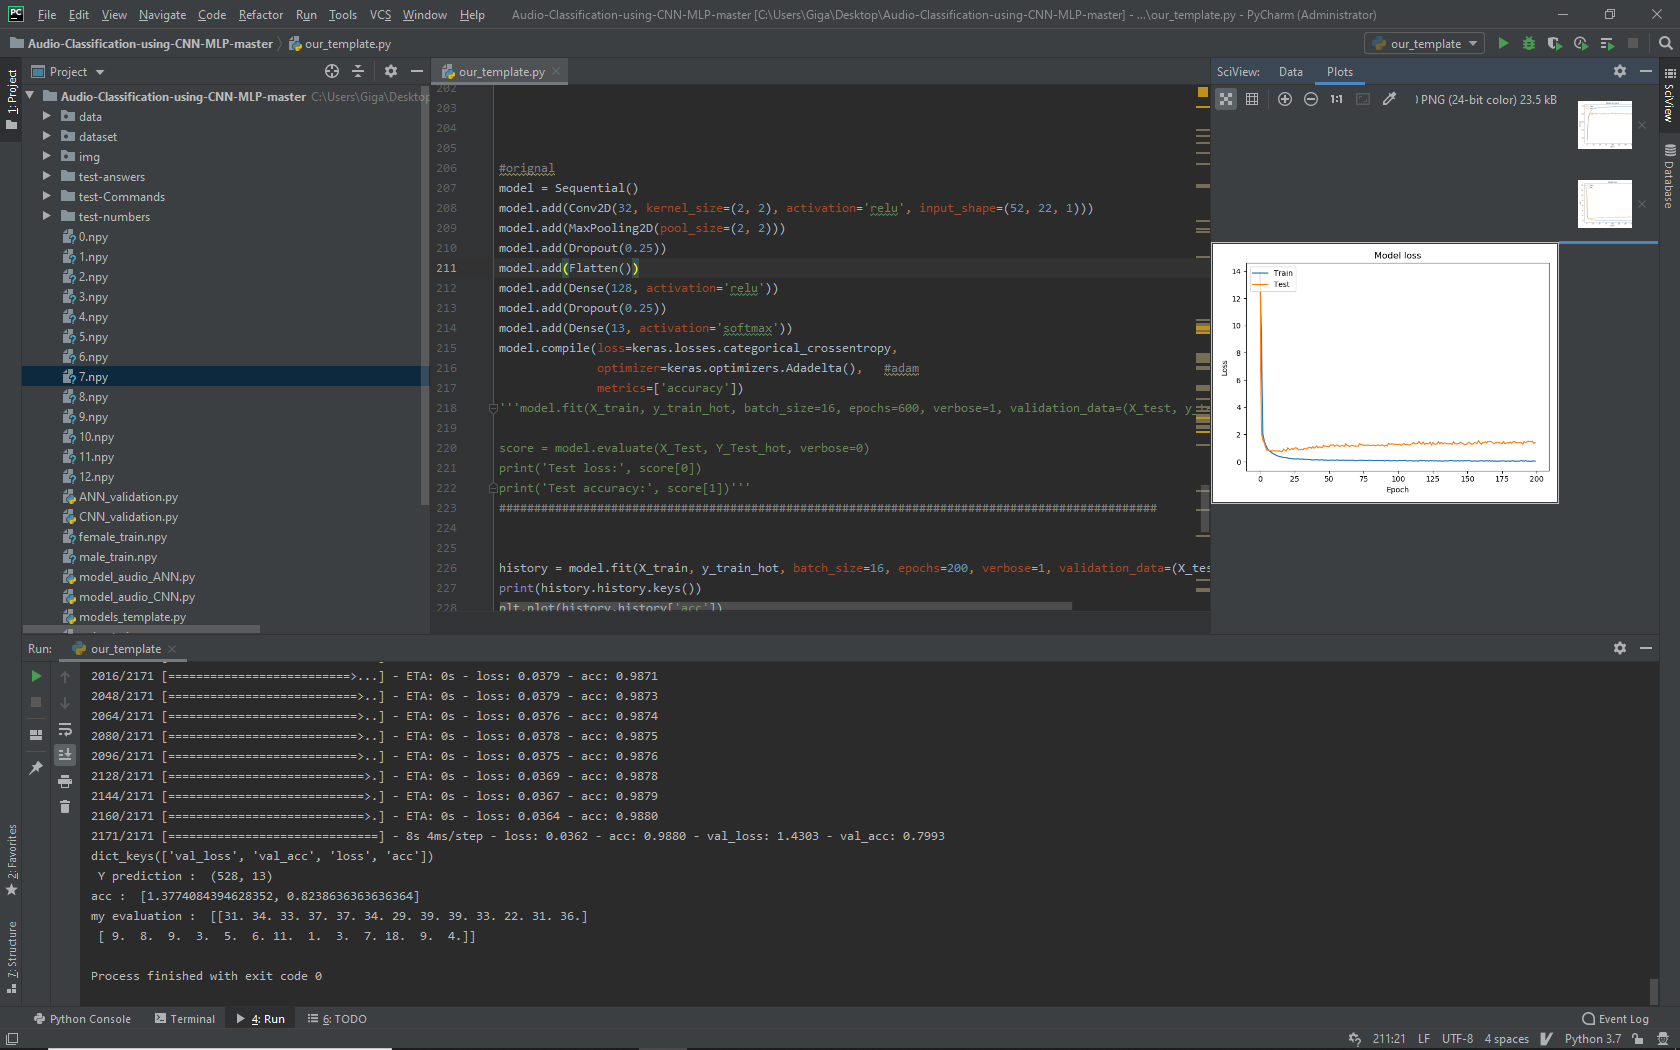 PC File Edit View Navigate Code Refactor Run Tools VCS Window Help Audio-Classification-using-CNN-MLP-master [C:\Users\Giga\Desktop\Audio-Classification-using-CNN-MLP-master] - ...\our_template.py - PyCharm (Administrator)
Audio-Classification-using-CNN-MLP-master our_template.py our_template
1: Project
Project
Audio-Classification-using-CNN-MLP-master C:\Users\Giga\Desktop
data
dataset
img
test-answers
test-Commands
test-numbers
0.npy
1.npy
2.npy
3.npy
4.npy
5.npy
6.npy
7.npy
8.npy
9.npy
10.npy
11.npy
12.npy
ANN_validation.py
CNN_validation.py
female_train.npy
male_train.npy
model_audio_ANN.py
model_audio_CNN.py
models_template.py
our_template.py
202
203
204
205
206 #orignal
207 model = Sequential()
208 model.add(Conv2D(32, kernel_size=(2, 2), activation='relu', input_shape=(52, 22, 1)))
209 model.add(MaxPooling2D(pool_size=(2, 2)))
210 model.add(Dropout(0.25))
211 model.add(Flatten())
212 model.add(Dense(128, activation='relu'))
213 model.add(Dropout(0.25))
214 model.add(Dense(13, activation='softmax'))
215 model.compile(loss=keras.losses.categorical_crossentropy,
216 optimizer=keras.optimizers.Adadelta(), #adam
217 metrics=['accuracy'])
218 '''model.fit(X_train, y_train_hot, batch_size=16, epochs=600, verbose=1, validation_data=(X_test, y_
219
220 score = model.evaluate(X_Test, Y_Test_hot, verbose=0)
221 print('Test loss:', score[0])
222 print('Test accuracy:', score[1])'''
223 ##############################################################################################
224
225
226 history = model.fit(X_train, y_train_hot, batch_size=16, epochs=200, verbose=1, validation_data=(X_tes
227 print(history.history.keys())
228 plt.plot(history.history['acc'])
SciView: Data Plots
1:1 PNG (24-bit color) 23.5 kB
SciView
Database
Model loss
Train
Test
14
12
10
8
6
4
2
0
Loss
0 25 50 75 100 125 150 175 200
Epoch
Run: our_template
2016/2171 [==========================>...] - ETA: 0s - loss: 0.0379 - acc: 0.9871
2048/2171 [===========================>..] - ETA: 0s - loss: 0.0379 - acc: 0.9873
2064/2171 [===========================>..] - ETA: 0s - loss: 0.0376 - acc: 0.9874
2080/2171 [===========================>..] - ETA: 0s - loss: 0.0378 - acc: 0.9875
2096/2171 [===========================>..] - ETA: 0s - loss: 0.0375 - acc: 0.9876
2128/2171 [============================>.] - ETA: 0s - loss: 0.0369 - acc: 0.9878
2144/2171 [============================>.] - ETA: 0s - loss: 0.0367 - acc: 0.9879
2160/2171 [============================>.] - ETA: 0s - loss: 0.0364 - acc: 0.9880
2171/2171 [==============================] - 8s 4ms/step - loss: 0.0362 - acc: 0.9880 - val_loss: 1.4303 - val_acc: 0.7993
dict_keys(['val_loss', 'val_acc', 'loss', 'acc'])
Y prediction : (528, 13)
acc : [1.3774084394628352, 0.8238636363636364]
my evaluation : [[31. 34. 33. 37. 37. 34. 29. 39. 39. 33. 22. 31. 36.]
[ 9. 8. 9. 3. 5. 6. 11. 1. 3. 7. 18. 9. 4.]]
Process finished with exit code 0
2: Favorites
7: Structure
Python Console Terminal 4: Run 6: TODO Event Log
211:21 LF UTF-8 4 spaces Python 3.7